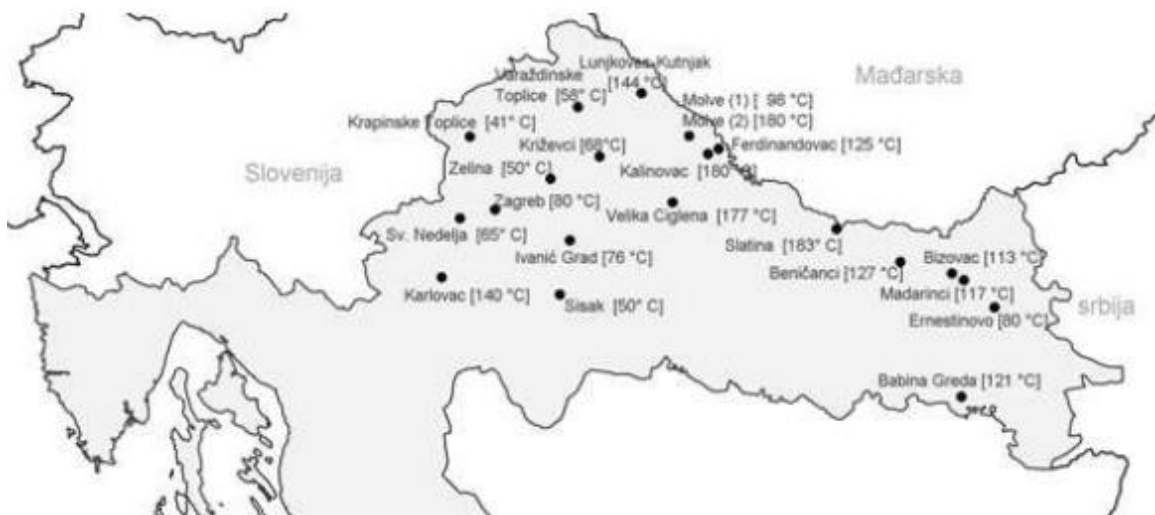 Lunjkovec-Kutnjak
[144 °C]
Mađarska
Varaždinske
Toplice [58° C]
Molve (1) [ 98 °C]
Krapinske Toplice [41° C]
Molve (2) [180 °C]
Križevci [68°C]
Ferdinandovac [125 °C]
Slovenija
Zelina [50° C]
Kalinovac [180° C]
Zagreb [80 °C]
Velika Ciglena [177 °C]
Sv. Nedelja [65° C]
Slatina [183° C]
Ivanić Grad [76 °C]
Bizovac [113 °C]
Beničanci [127 °C]
Karlovac [140 °C]
Madarinci [117 °C]
Sisak [50° C]
srbija
Ernestinovo [80 °C]
Babina Greda [121 °C]